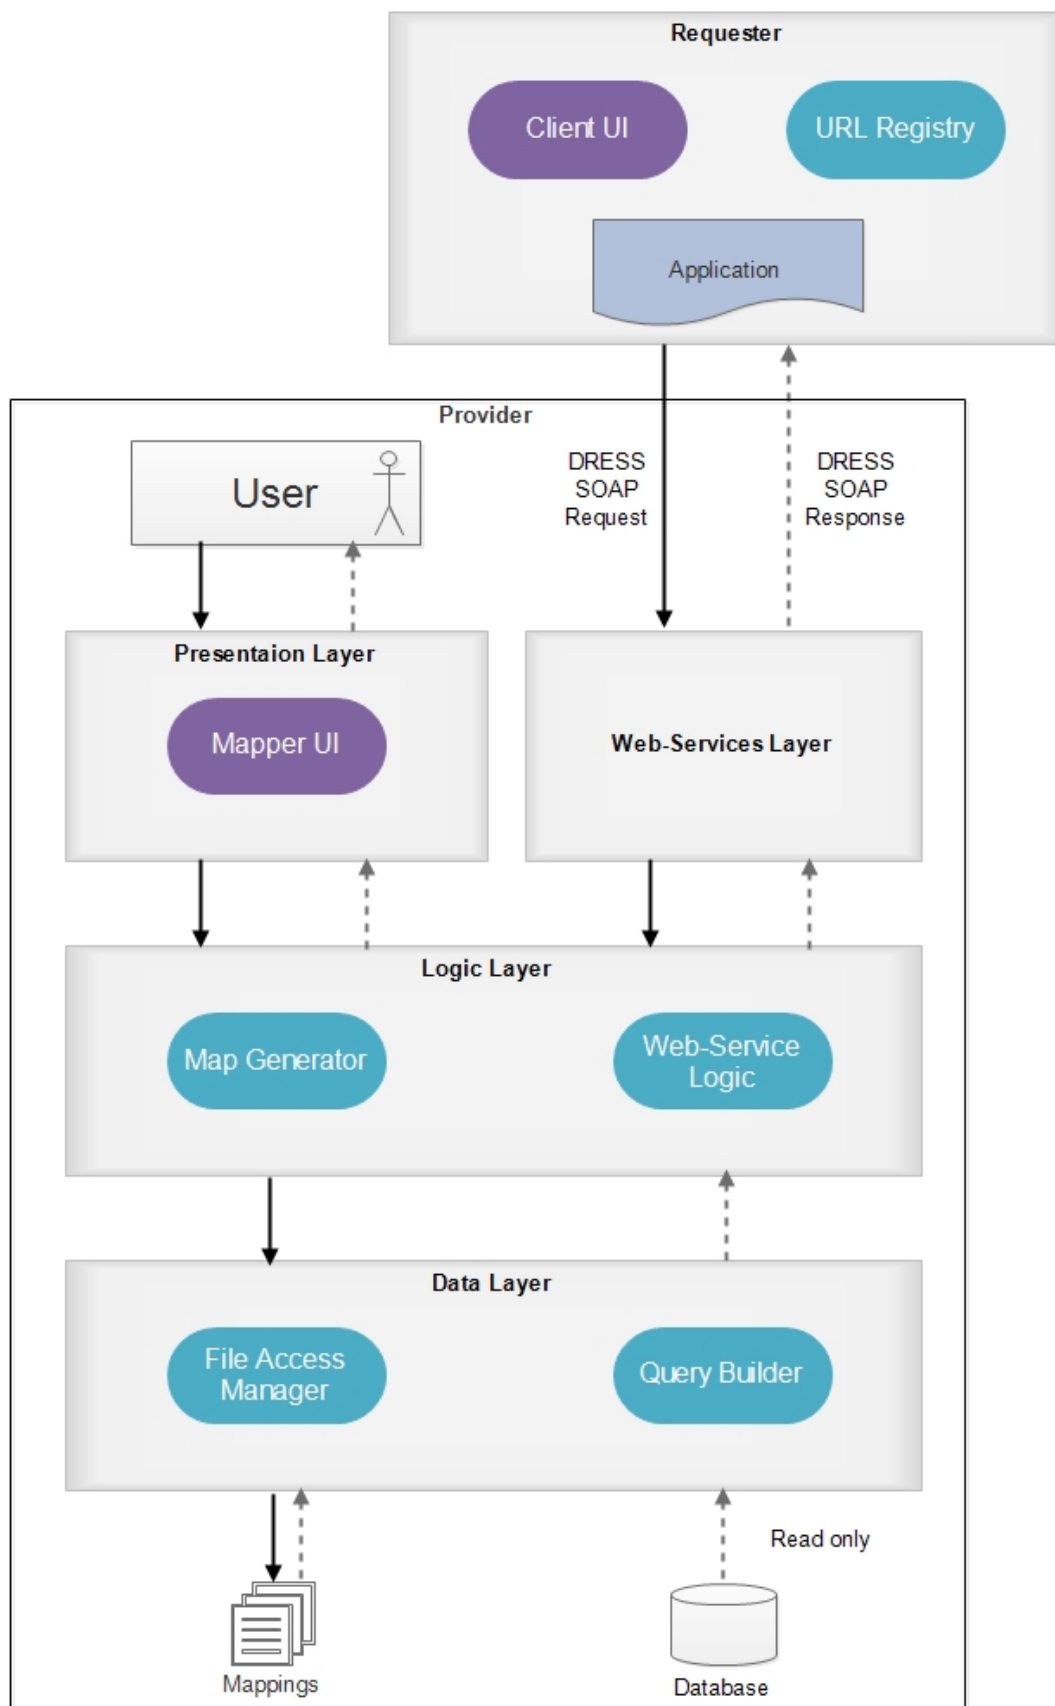 Requester
Client UI
URL Registry
Application
Provider
User
DRESS
SOAP
Request
DRESS
SOAP
Response
Presentaion Layer
Mapper UI
Web-Services Layer
Logic Layer
Map Generator
Web-Service
Logic
Data Layer
File Access
Manager
Query Builder
Read only
Mappings
Database